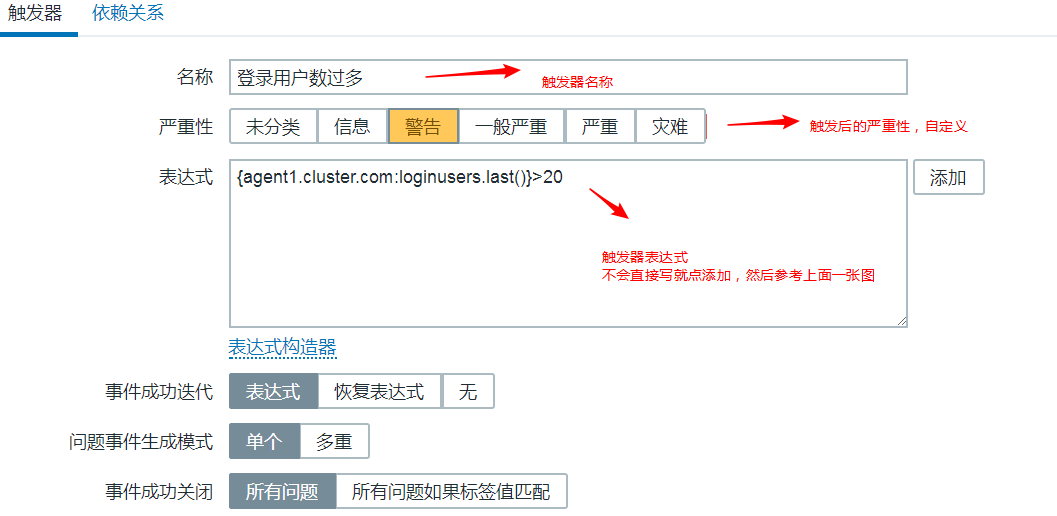 触发器 依赖关系
名称 登录用户数过多 触发器名称
严重性 未分类 信息 警告 一般严重 严重 灾难 触发后的严重性，自定义
表达式 {agent1.cluster.com:loginusers.last()}>20 添加
触发器表达式
不会直接写就点添加，然后参考上面一张图
表达式构造器
事件成功迭代 表达式 恢复表达式 无
问题事件生成模式 单个 多重
事件成功关闭 所有问题 所有问题如果标签值匹配